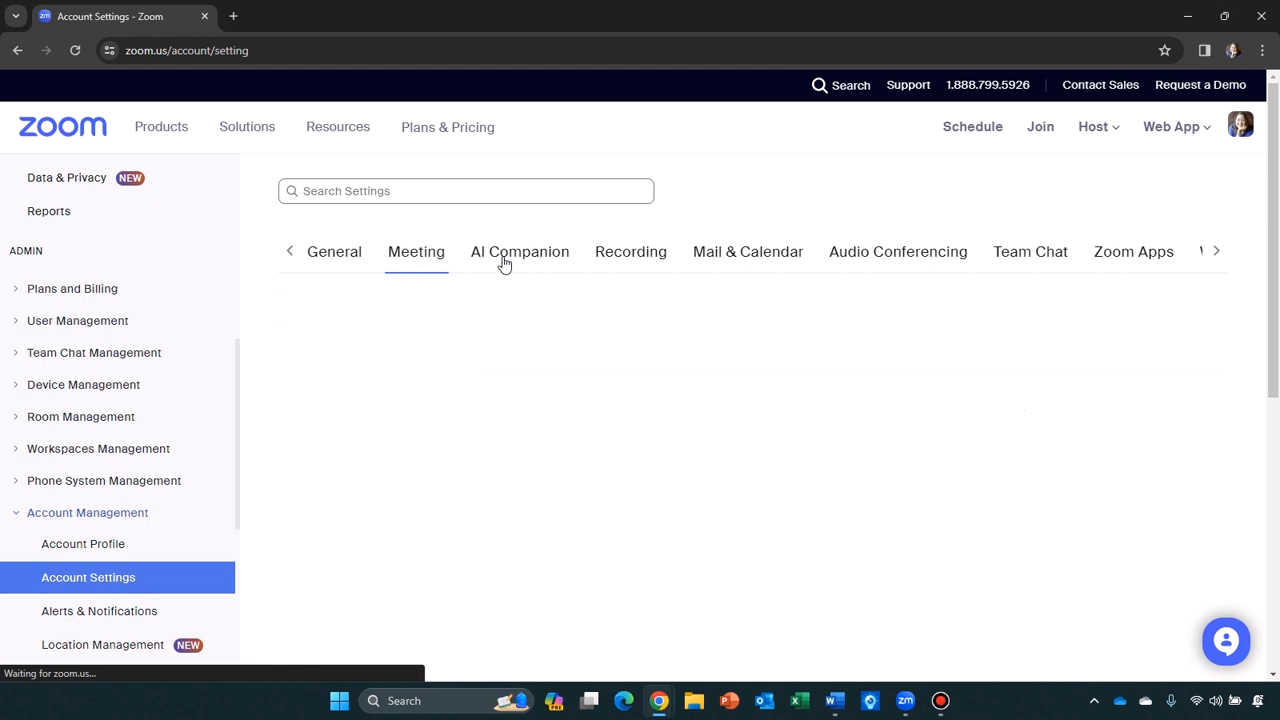 zm Account Settings - Zoom
zoom.us/account/setting
Search Support 1.888.799.5926 Contact Sales Request a Demo
zoom Products Solutions Resources Plans & Pricing Schedule Join Host Web App
Data & Privacy NEW
Reports
ADMIN
Plans and Billing
User Management
Team Chat Management
Device Management
Room Management
Workspaces Management
Phone System Management
Account Management
Account Profile
Account Settings
Alerts & Notifications
Location Management NEW
Search Settings
General Meeting AI Companion Recording Mail & Calendar Audio Conferencing Team Chat Zoom Apps
Waiting for zoom.us...
Search
PRE
zm